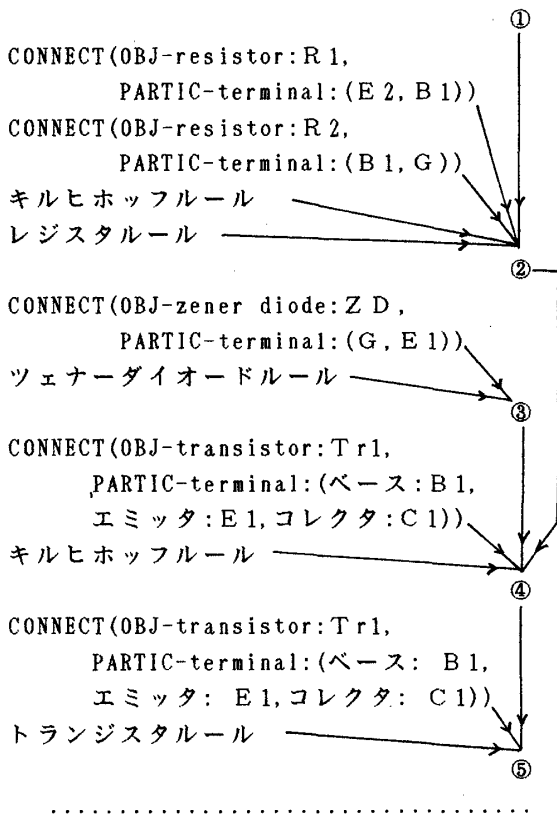 ①
CONNECT(OBJ-resistor:R1,
PARTIC-terminal:(E2,B1))
CONNECT(OBJ-resistor:R2,
PARTIC-terminal:(B1,G))
キルヒホッフルール
レジスタルール
②
CONNECT(OBJ-zener diode:ZD,
PARTIC-terminal:(G,E1))
ツェナーダイオードルール
③
CONNECT(OBJ-transistor:Tr1,
PARTIC-terminal:(ベース:B1,
エミッタ:E1,コレクタ:C1))
キルヒホッフルール
④
CONNECT(OBJ-transistor:Tr1,
PARTIC-terminal:(ベース: B1,
エミッタ: E1,コレクタ: C1))
トランジスタルール
⑤
.................................